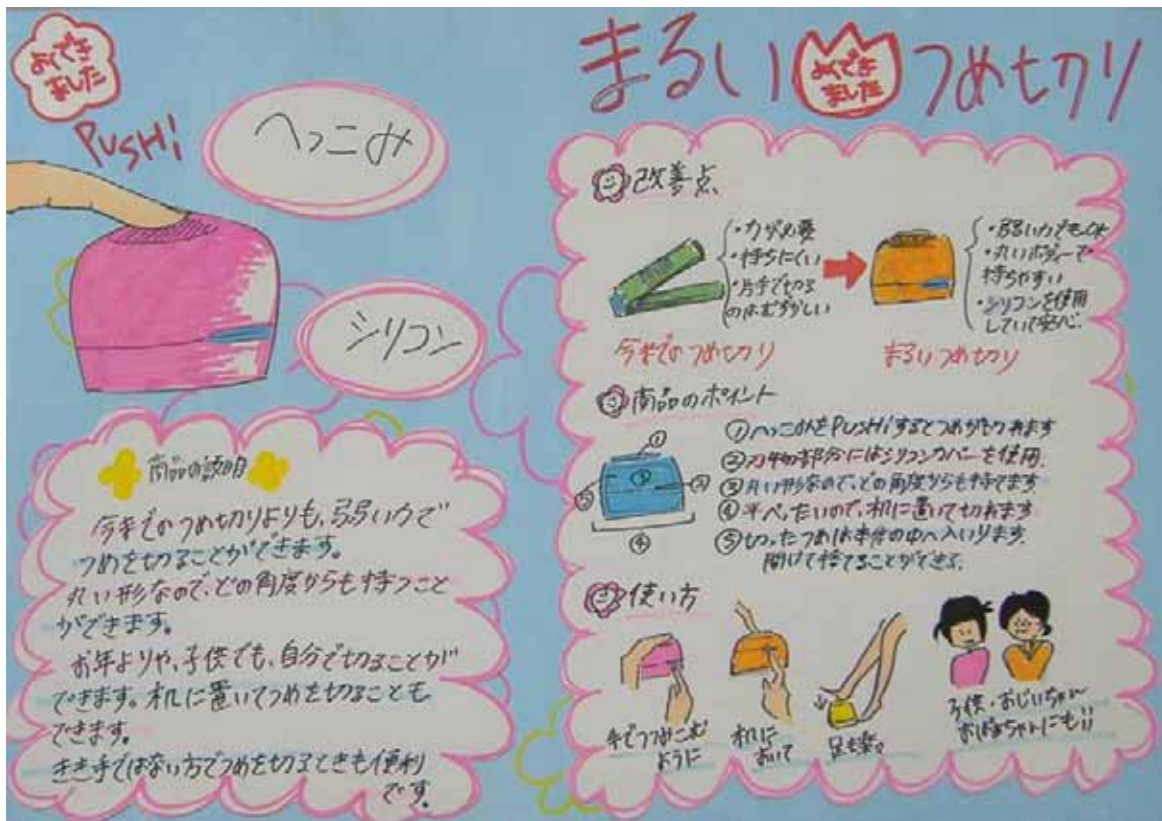 よくでき
ました
PUSH!
へっこみ
シリコン
商品の説明
今までのつめ切りよりも、弱い力で
つめを切ることができます。
丸い形なので、どの角度からも持つこと
ができます。
お年よりや、子供でも、自分で切ることが
できます。机に置いてつめを切ることも
できます。
きき手ではない方でつめを切るときも便利
です。
まるい
よくでき
ました
つめ切り
改善点
・力が必要
・持ちにくい
・片手で切る
のはむずかしい
今までのつめ切り
・弱い力でもOK
・丸いボディーで
持ちやすい
・シリコンを使用
していて安心
まるいつめ切り
商品のポイント
①
②
③
④
⑤
①へっこみをPUSH!するとつめがきれます
②刃物の部分にはシリコンカバーを使用
③丸い形なので、どの角度からも持てます
④平べったいので、机に置いて切れます
⑤切ったつめは本体の中へ入いります。
開けて捨てることができる。
使い方
手でつつみこむ
ように
机に
おいて
足も楽々
子供・おじいちゃん
おばあちゃんにも!!